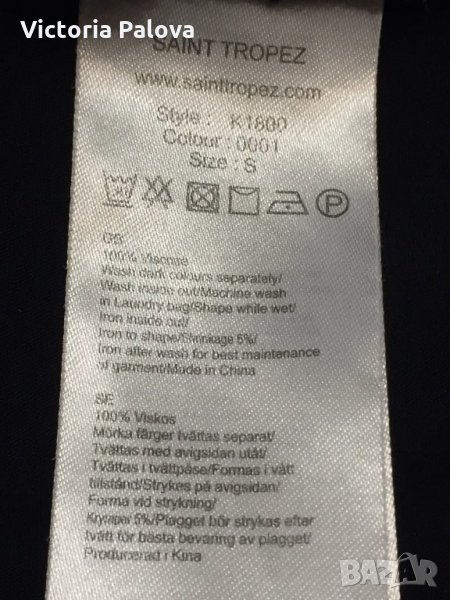 Victoria Palova
SAINT TROPEZ
www.sainttropez.com
Style : K1800
Colour : 0001
Size : S
P
GB
100% Viscose
Wash dark colours separately/
Wash inside out/Machine wash
in Laundry bag/Shape while wet/
Iron inside out/
Iron to shape/Shrinkage 5%/
Iron after wash for best maintenance
of garment/Made in China
SE
100% Viskos
Mörka färger tvättas separat/
Tvättas med avigsidan utåt/
Tvättas i tvättpåse/Formas i vått
tillstånd/Strykes på avigsidan/
Forma vid strykning/
Krymper 5%/Plagget bör strykas efter
tvätt för bästa bevaring av plagget/
Producerad i Kina
BAZAR
bg